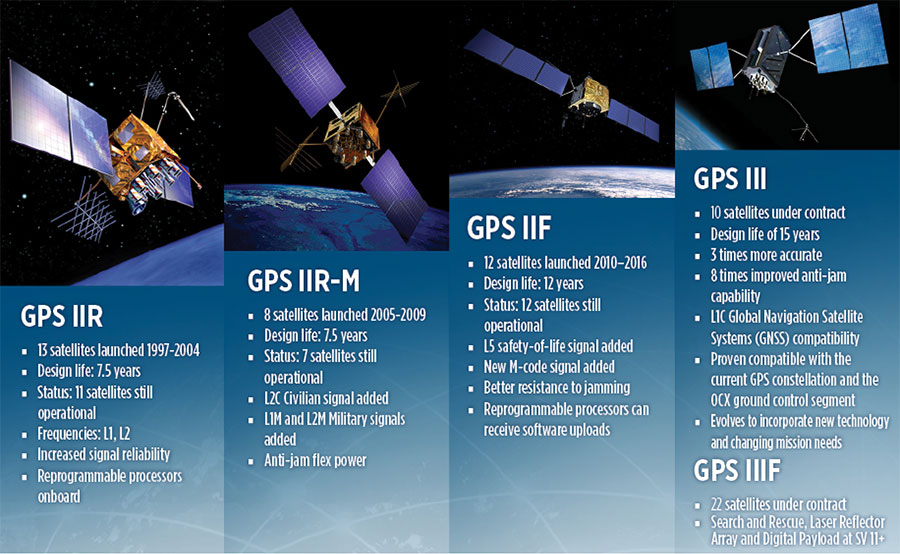 GPS IIR
▪ 13 satellites launched 1997-2004
▪ Design life: 7.5 years
▪ Status: 11 satellites still
operational
▪ Frequencies: L1, L2
▪ Increased signal reliability
▪ Reprogrammable processors
onboard
GPS IIR-M
▪ 8 satellites launched 2005-2009
▪ Design life: 7.5 years
▪ Status: 7 satellites still
operational
▪ L2C Civilian signal added
▪ L1M and L2M Military signals
added
▪ Anti-jam flex power
GPS IIF
▪ 12 satellites launched 2010–2016
▪ Design life: 12 years
▪ Status: 12 satellites still
operational
▪ L5 safety-of-life signal added
▪ New M-code signal added
▪ Better resistance to jamming
▪ Reprogrammable processors can
receive software uploads
GPS III
▪ 10 satellites under contract
▪ Design life of 15 years
▪ 3 times more accurate
▪ 8 times improved anti-jam
capability
▪ L1C Global Navigation Satellite
Systems (GNSS) compatibility
▪ Proven compatible with the
current GPS constellation and the
OCX ground control segment
▪ Evolves to incorporate new technology
and changing mission needs
GPS IIIF
▪ 22 satellites under contract
▪ Search and Rescue, Laser Reflector
Array and Digital Payload at SV 11+